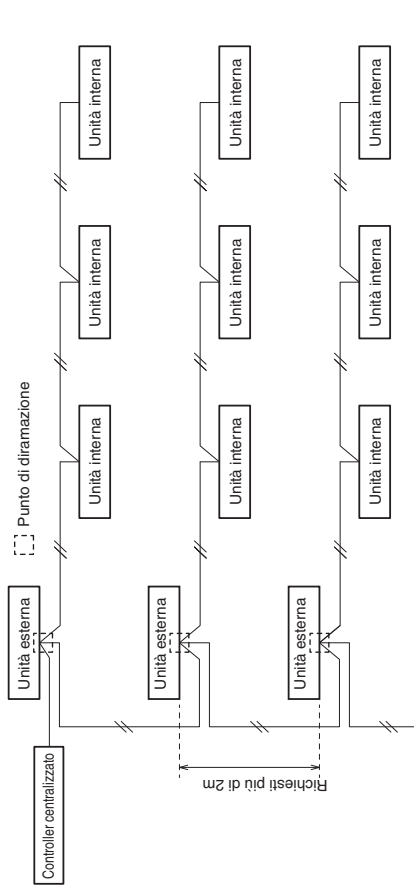 Punto di diramazione
Unità esterna
Unità interna
Unità interna
Unità interna
Controller centralizzato
Unità esterna
Unità interna
Unità interna
Unità interna
Richiesti più di 2m
Unità esterna
Unità interna
Unità interna
Unità interna